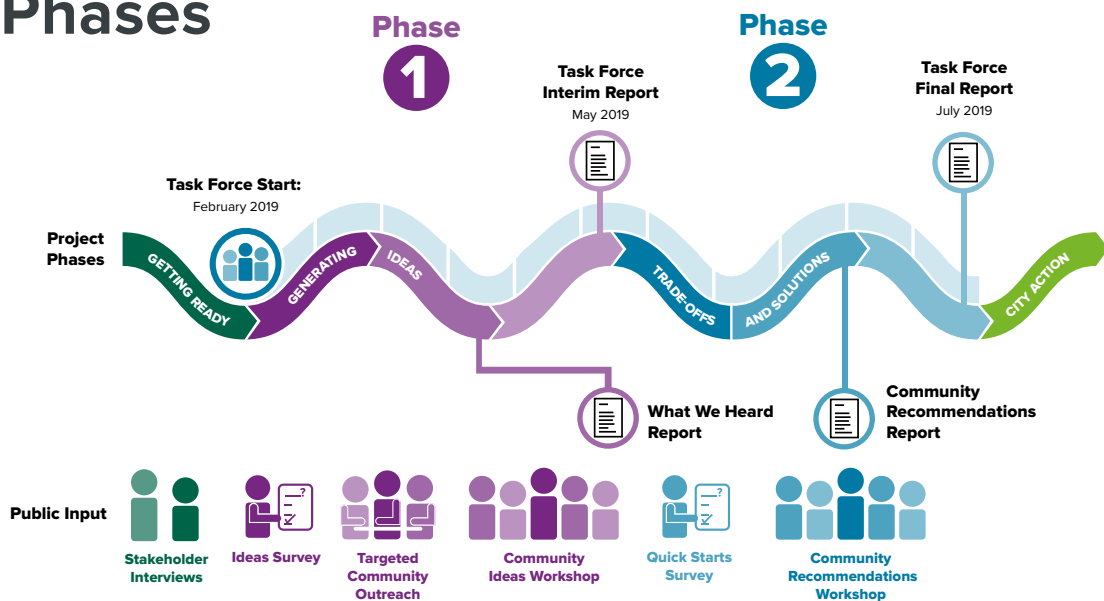 Phases
Phase
1
Phase
2
Task Force
Interim Report
May 2019
Task Force
Final Report
July 2019
Task Force Start:
February 2019
Project
Phases
GETTING READY
GENERATING
IDEAS
TRADE-OFFS
AND SOLUTIONS
CITY ACTION
What We Heard
Report
Community
Recommendations
Report
Public Input
?
?
Stakeholder
Interviews
Ideas Survey
Targeted
Community
Outreach
Community
Ideas Workshop
Quick Starts
Survey
Community
Recommendations
Workshop